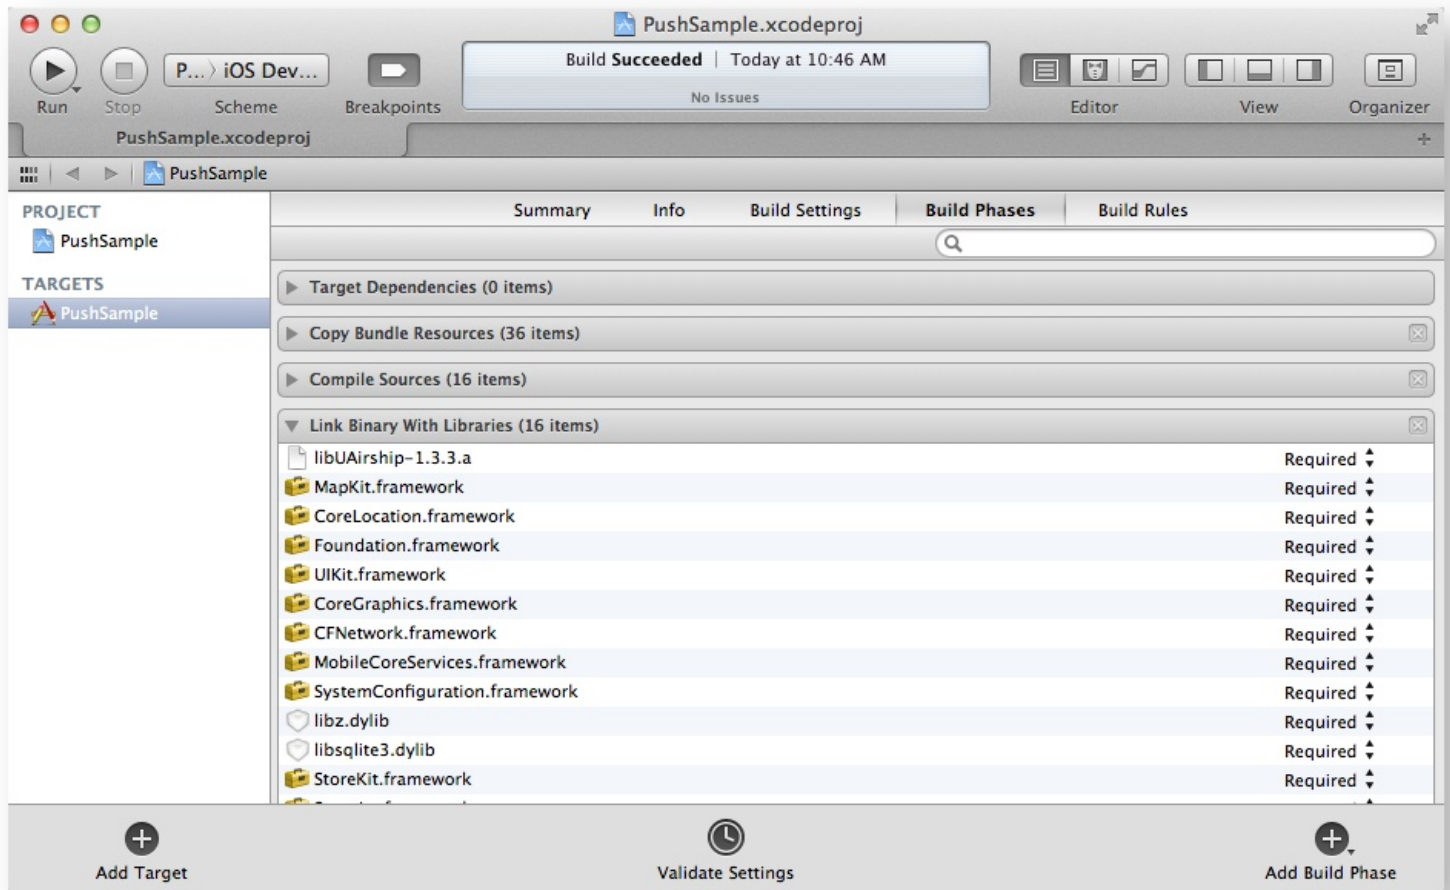 PushSample.xcodeproj
Build Succeeded | Today at 10:46 AM
P... › iOS Dev...
No Issues
Run Stop Scheme Breakpoints Editor View Organizer
PushSample.xcodeproj
PushSample
PROJECT
PushSample
TARGETS
PushSample
Summary Info Build Settings Build Phases Build Rules
Target Dependencies (0 items)
Copy Bundle Resources (36 items)
Compile Sources (16 items)
Link Binary With Libraries (16 items)
libUAirship-1.3.3.a Required
MapKit.framework Required
CoreLocation.framework Required
Foundation.framework Required
UIKit.framework Required
CoreGraphics.framework Required
CFNetwork.framework Required
MobileCoreServices.framework Required
SystemConfiguration.framework Required
libz.dylib Required
libsqlite3.dylib Required
StoreKit.framework Required
Add Target Validate Settings Add Build Phase